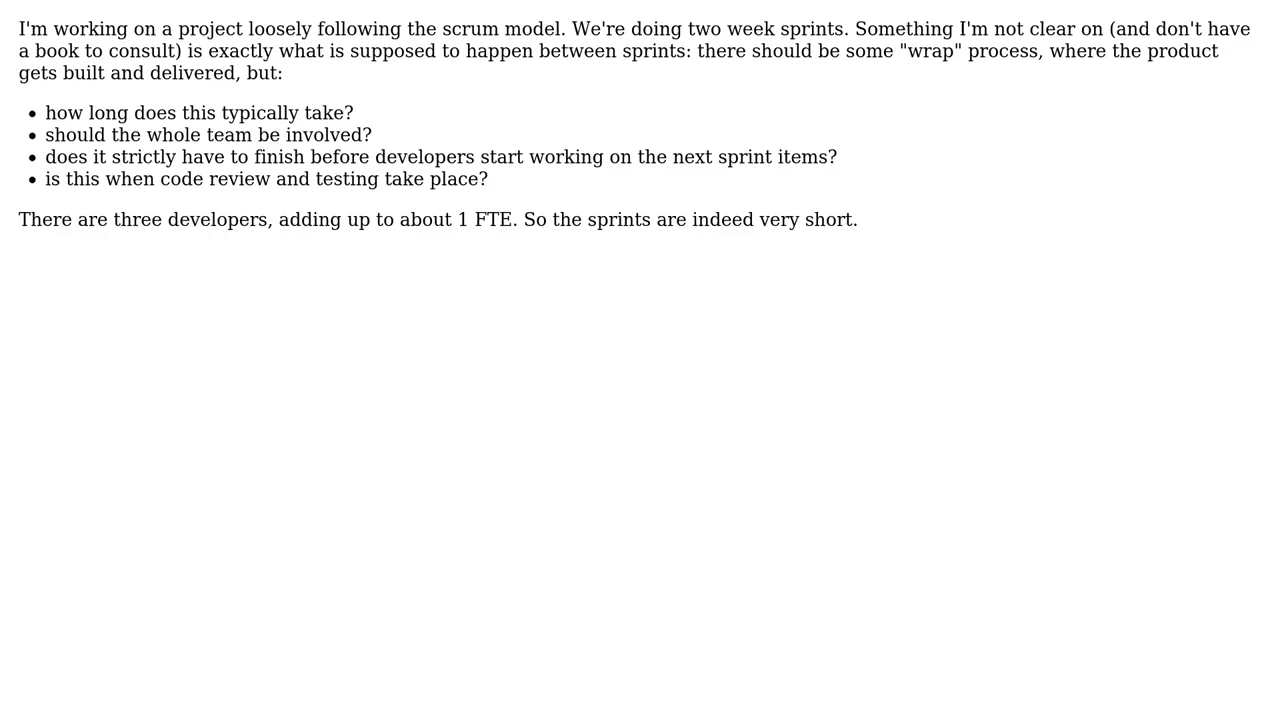 I'm working on a project loosely following the scrum model. We're doing two week sprints. Something I'm not clear on (and don't have
a book to consult) is exactly what is supposed to happen between sprints: there should be some "wrap" process, where the product
gets built and delivered, but:
• how long does this typically take?
• should the whole team be involved?
• does it strictly have to finish before developers start working on the next sprint items?
• is this when code review and testing take place?
There are three developers, adding up to about 1 FTE. So the sprints are indeed very short.